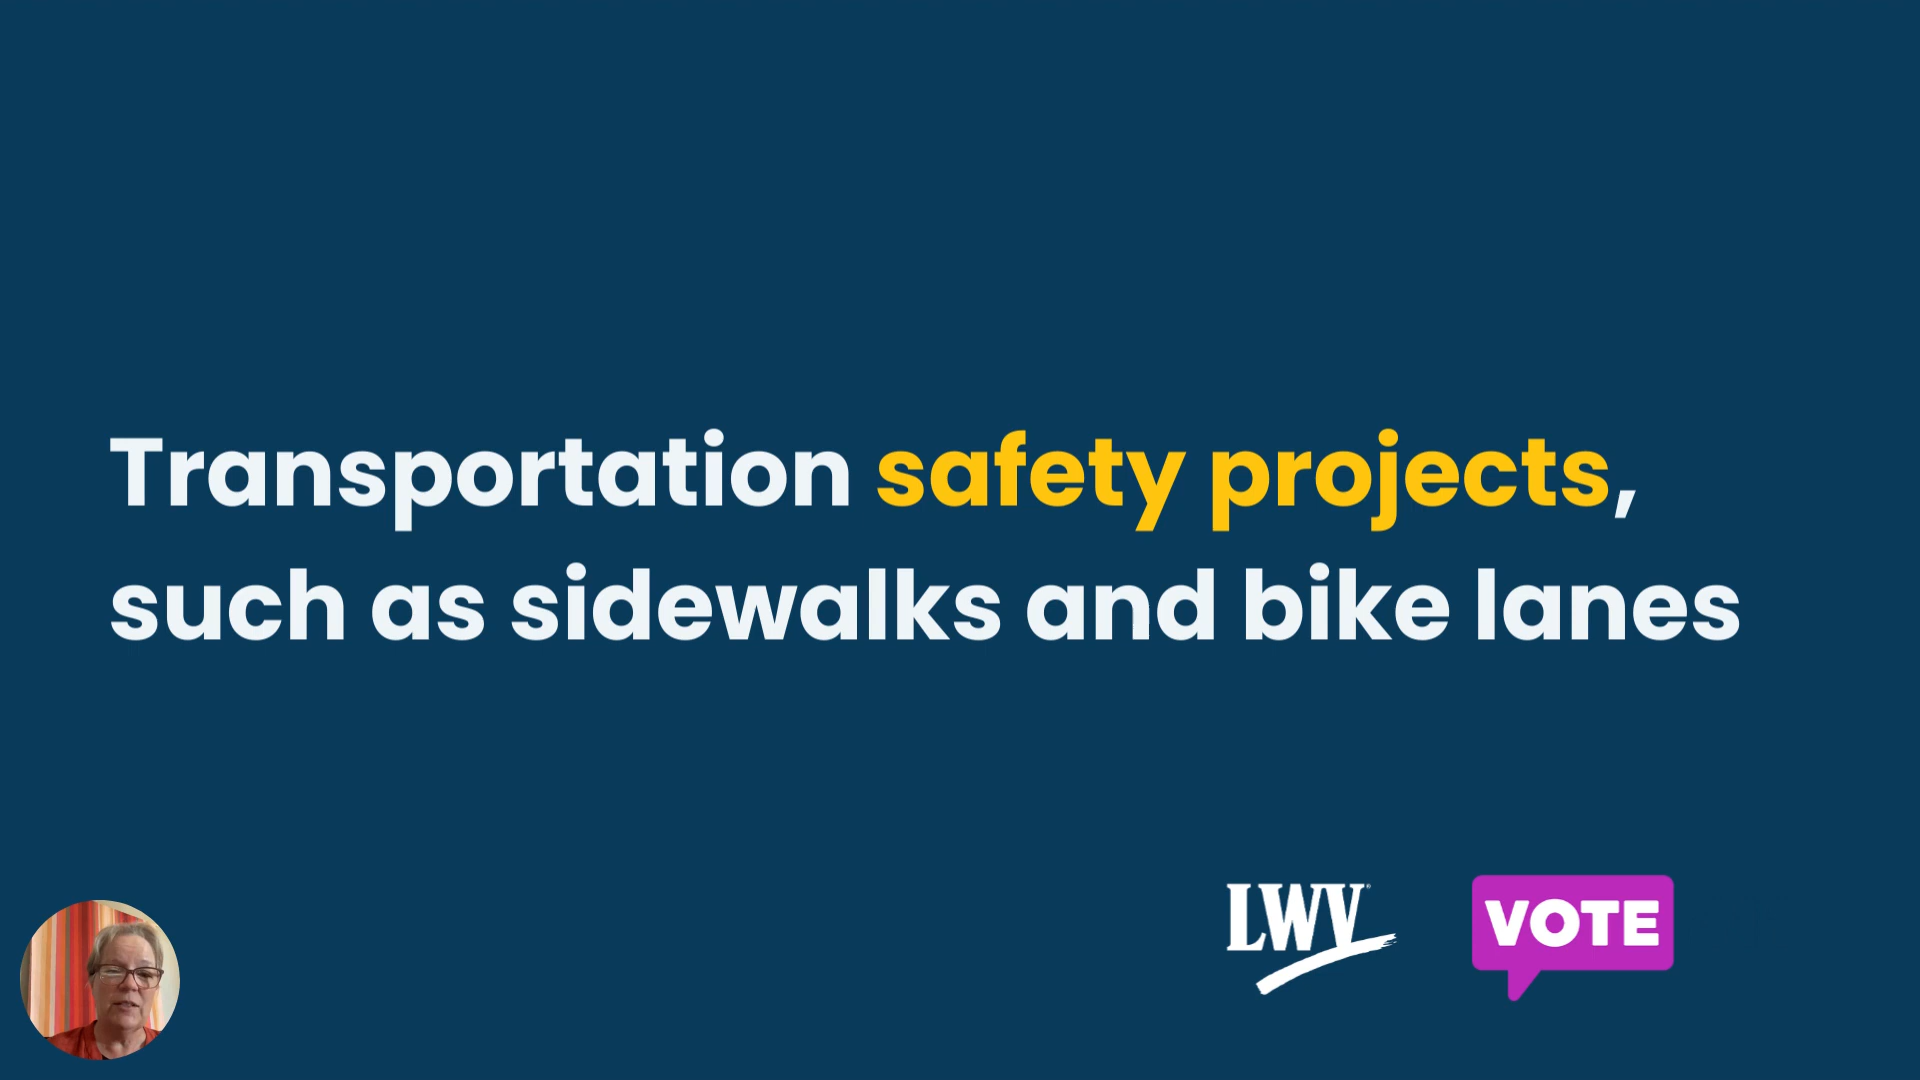 Transportation safety projects,
such as sidewalks and bike lanes
LWV
VOTE